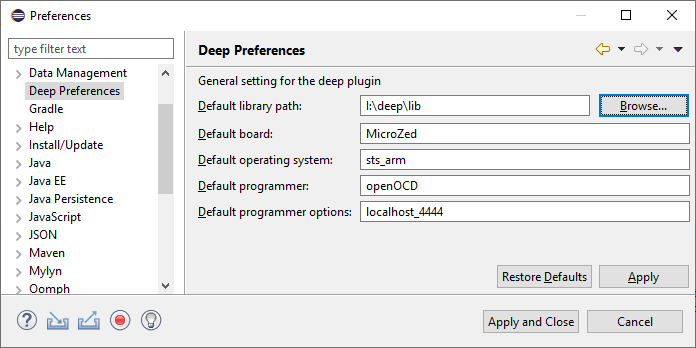 Preferences
type filter text
Data Management
Deep Preferences
Gradle
Help
Install/Update
Java
Java EE
Java Persistence
JavaScript
JSON
Maven
Mylyn
Oomph
Deep Preferences
General setting for the deep plugin
Default library path: I:\deep\lib Browse...
Default board: MicroZed
Default operating system: sts_arm
Default programmer: openOCD
Default programmer options: localhost_4444
Restore Defaults Apply
? Apply and Close Cancel